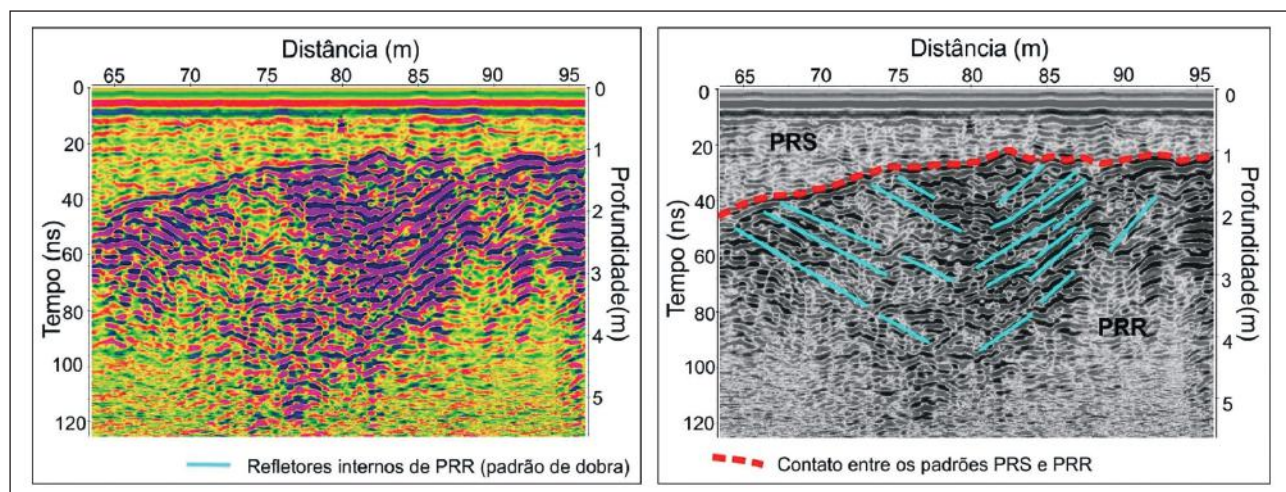 Distância (m)
65 70 75 80 85 90 95
Tempo (ns)
0
20
40
60
80
100
120
Profundidade(m)
0
1
2
3
4
5
Refletores internos de PRR (padrão de dobra)
Distância (m)
65 70 75 80 85 90 95
Tempo (ns)
0
20
40
60
80
100
120
PRS
PRR
Profundidade(m)
0
1
2
3
4
5
Contato entre os padrões PRS e PRR